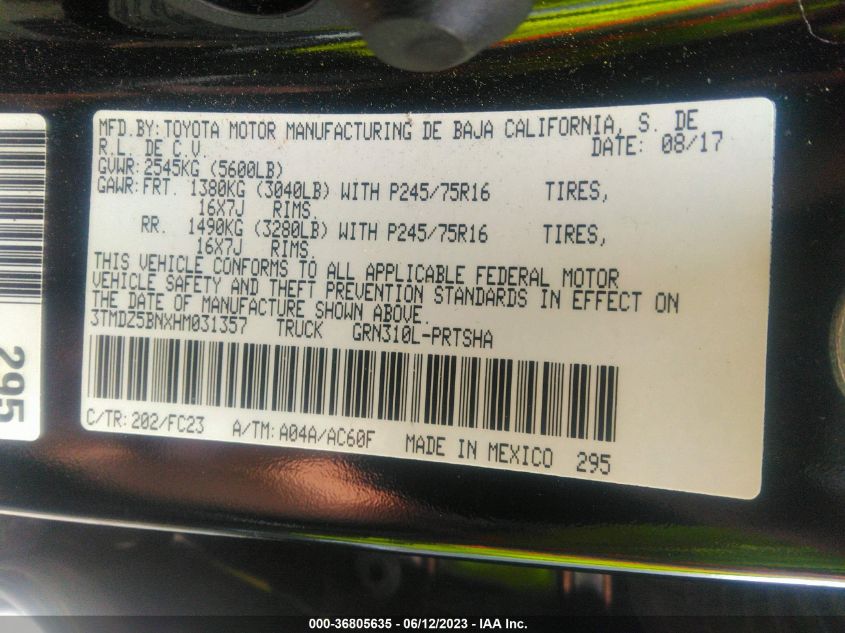 MFD.BY:TOYOTA MOTOR MANUFACTURING DE BAJA CALIFORNIA, S. DE
R.L. DE C.V. DATE: 08/17
GVWR:2545KG (5600LB)
GAWR:FRT. 1380KG (3040LB) WITH P245/75R16 TIRES,
16X7J RIMS.
RR. 1490KG (3280LB) WITH P245/75R16 TIRES,
16X7J RIMS.
THIS VEHICLE CONFORMS TO ALL APPLICABLE FEDERAL MOTOR
VEHICLE SAFETY AND THEFT PREVENTION STANDARDS IN EFFECT ON
THE DATE OF MANUFACTURE SHOWN ABOVE.
3TMDZ5BNXHM031357 TRUCK GRN310L-PRTSHA
C/TR:202/FC23 A/TM:A04A/AC60F MADE IN MEXICO 295
295
000-36805635 - 06/12/2023 - IAA Inc.